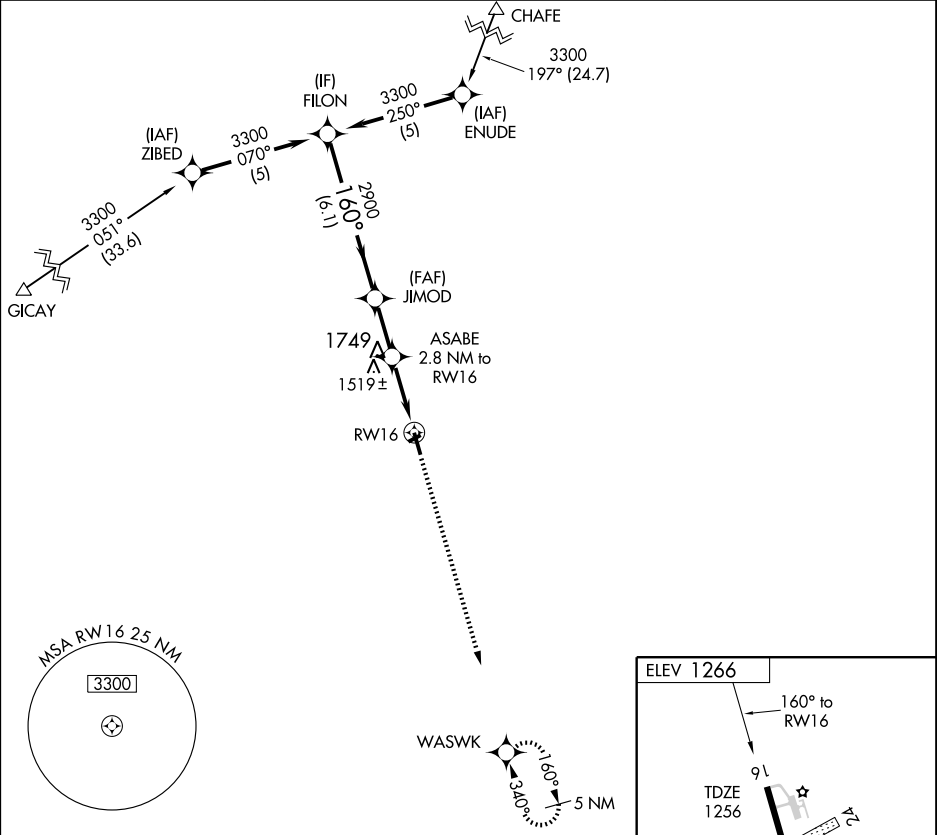 CHAFE
3300
197° (24.7)
(IF)
FILON
3300
250°
(5)
(IAF)
ENUDE
(IAF)
ZIBED
3300
070°
(5)
2900
160°
(6.1)
3300
051°
(33.6)
GICAY
(FAF)
JIMOD
1749
ASABE
2.8 NM to
RW16
1519±
RW16
MSA RW16 25 NM
3300
WASWK
160°
340°
5 NM
ELEV 1266
160° to
RW16
16
TDZE
1256
24